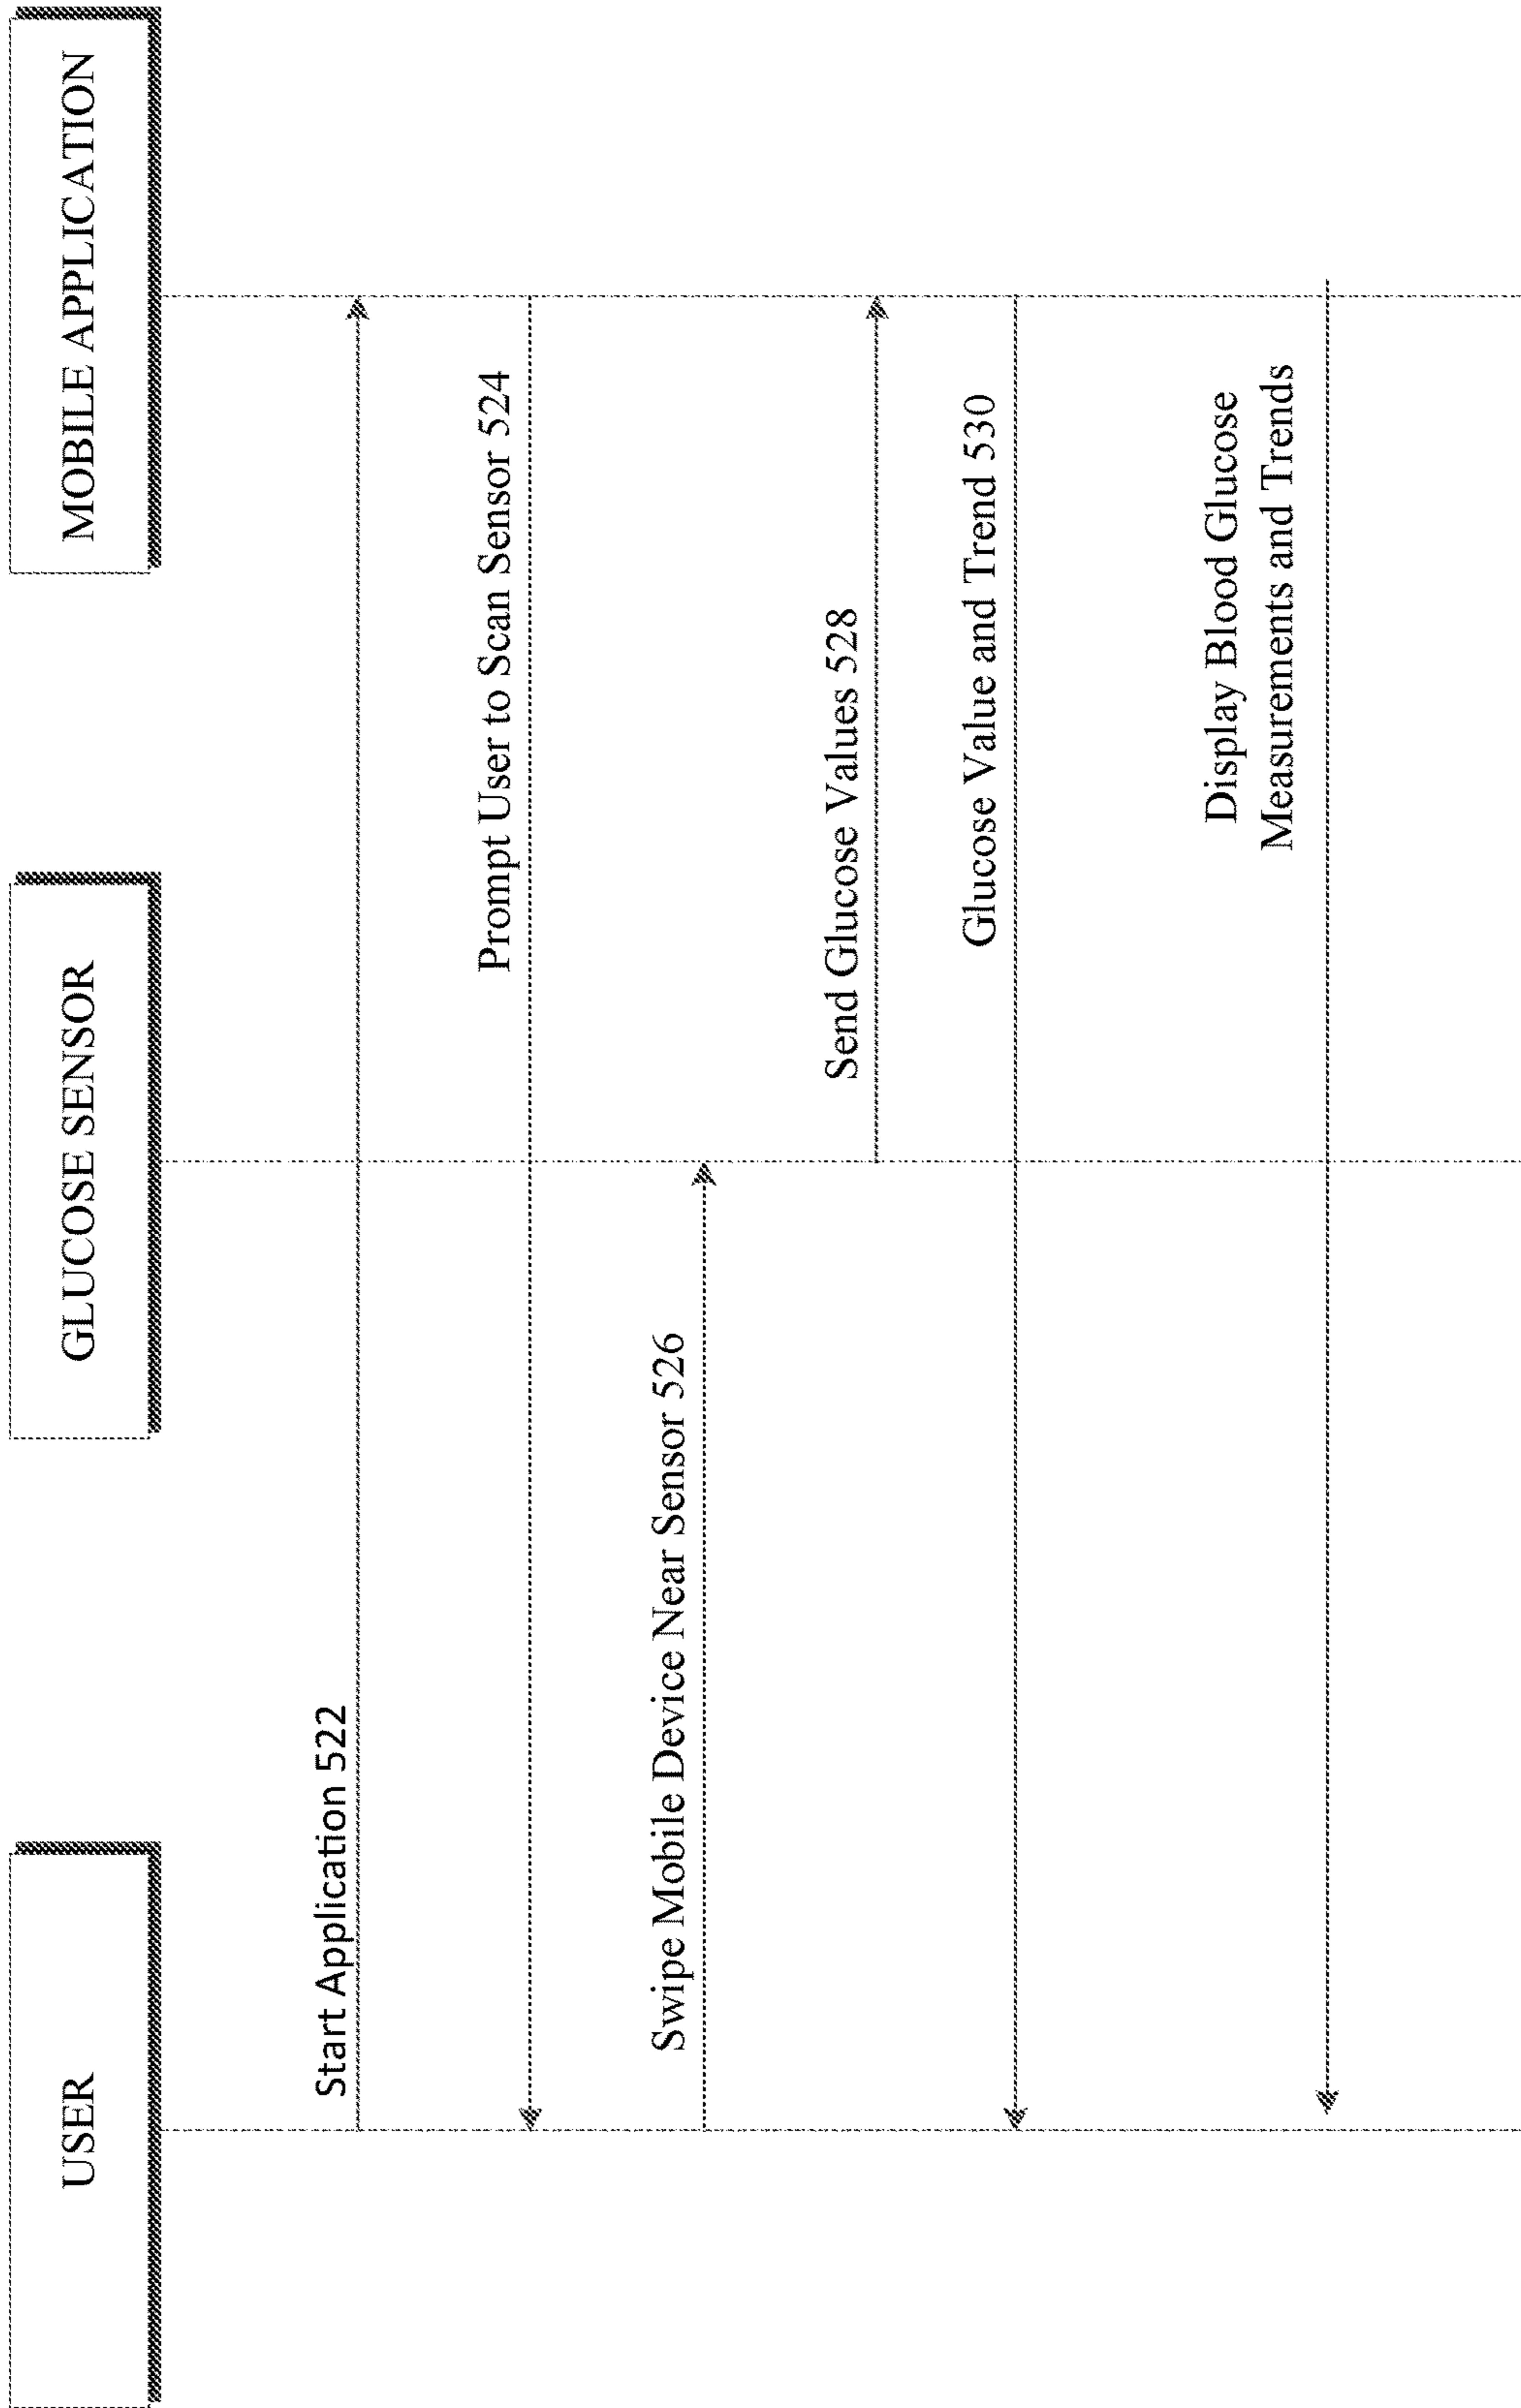 USER
GLUCOSE SENSOR
MOBILE APPLICATION
Start Application 522
Prompt User to Scan Sensor 524
Swipe Mobile Device Near Sensor 526
Send Glucose Values 528
Glucose Value and Trend 530
Display Blood Glucose
Measurements and Trends